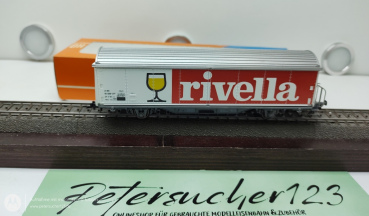 rivella
Petersucher123
ONLINESHOP FÜR GEBRAUCHTE MODELLEISENBAHN & ZUBEHÖR